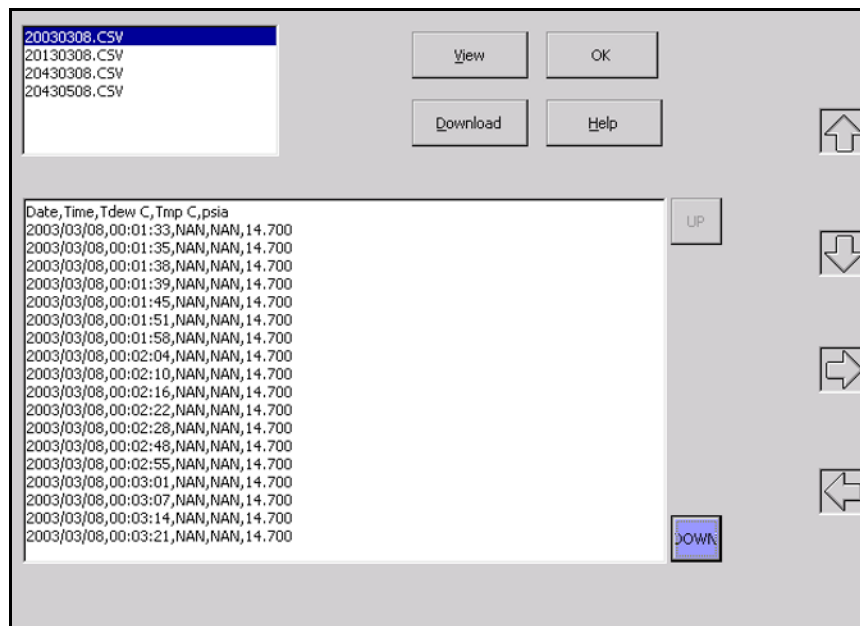 20030308.CSV
20130308.CSV
20430308.CSV
20430508.CSV
View
OK
Download
Help
Date,Time,Tdew C,Tmp C,psia
2003/03/08,00:01:33,NAN,NAN,14.700
2003/03/08,00:01:35,NAN,NAN,14.700
2003/03/08,00:01:38,NAN,NAN,14.700
2003/03/08,00:01:39,NAN,NAN,14.700
2003/03/08,00:01:45,NAN,NAN,14.700
2003/03/08,00:01:51,NAN,NAN,14.700
2003/03/08,00:01:58,NAN,NAN,14.700
2003/03/08,00:02:04,NAN,NAN,14.700
2003/03/08,00:02:10,NAN,NAN,14.700
2003/03/08,00:02:16,NAN,NAN,14.700
2003/03/08,00:02:22,NAN,NAN,14.700
2003/03/08,00:02:28,NAN,NAN,14.700
2003/03/08,00:02:48,NAN,NAN,14.700
2003/03/08,00:02:55,NAN,NAN,14.700
2003/03/08,00:03:01,NAN,NAN,14.700
2003/03/08,00:03:07,NAN,NAN,14.700
2003/03/08,00:03:14,NAN,NAN,14.700
2003/03/08,00:03:21,NAN,NAN,14.700
UP
DOWN